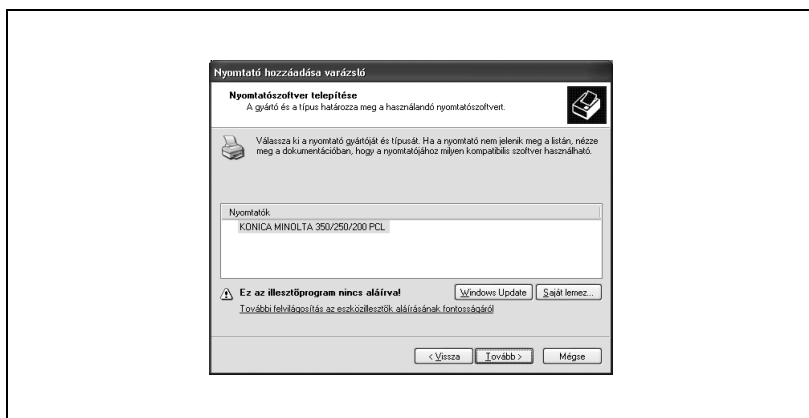 Nyomtató hozzáadása varázsló
Nyomtatószoftver telepítése
A gyártó és a típus határozza meg a használandó nyomtatószoftvert.
Válassza ki a nyomtató gyártóját és típusát. Ha a nyomtató nem jelenik meg a listán, nézze
meg a dokumentációban, hogy a nyomtatójához milyen kompatibilis szoftver használható.
Nyomtatók
KONICA MINOLTA 350/250/200 PCL
Ez az illesztőprogram nincs aláírva!
Windows Update
Saját lemez...
További felvilágosítás az eszközillesztők aláírásának fontosságáról
< Vissza
Tovább >
Mégse